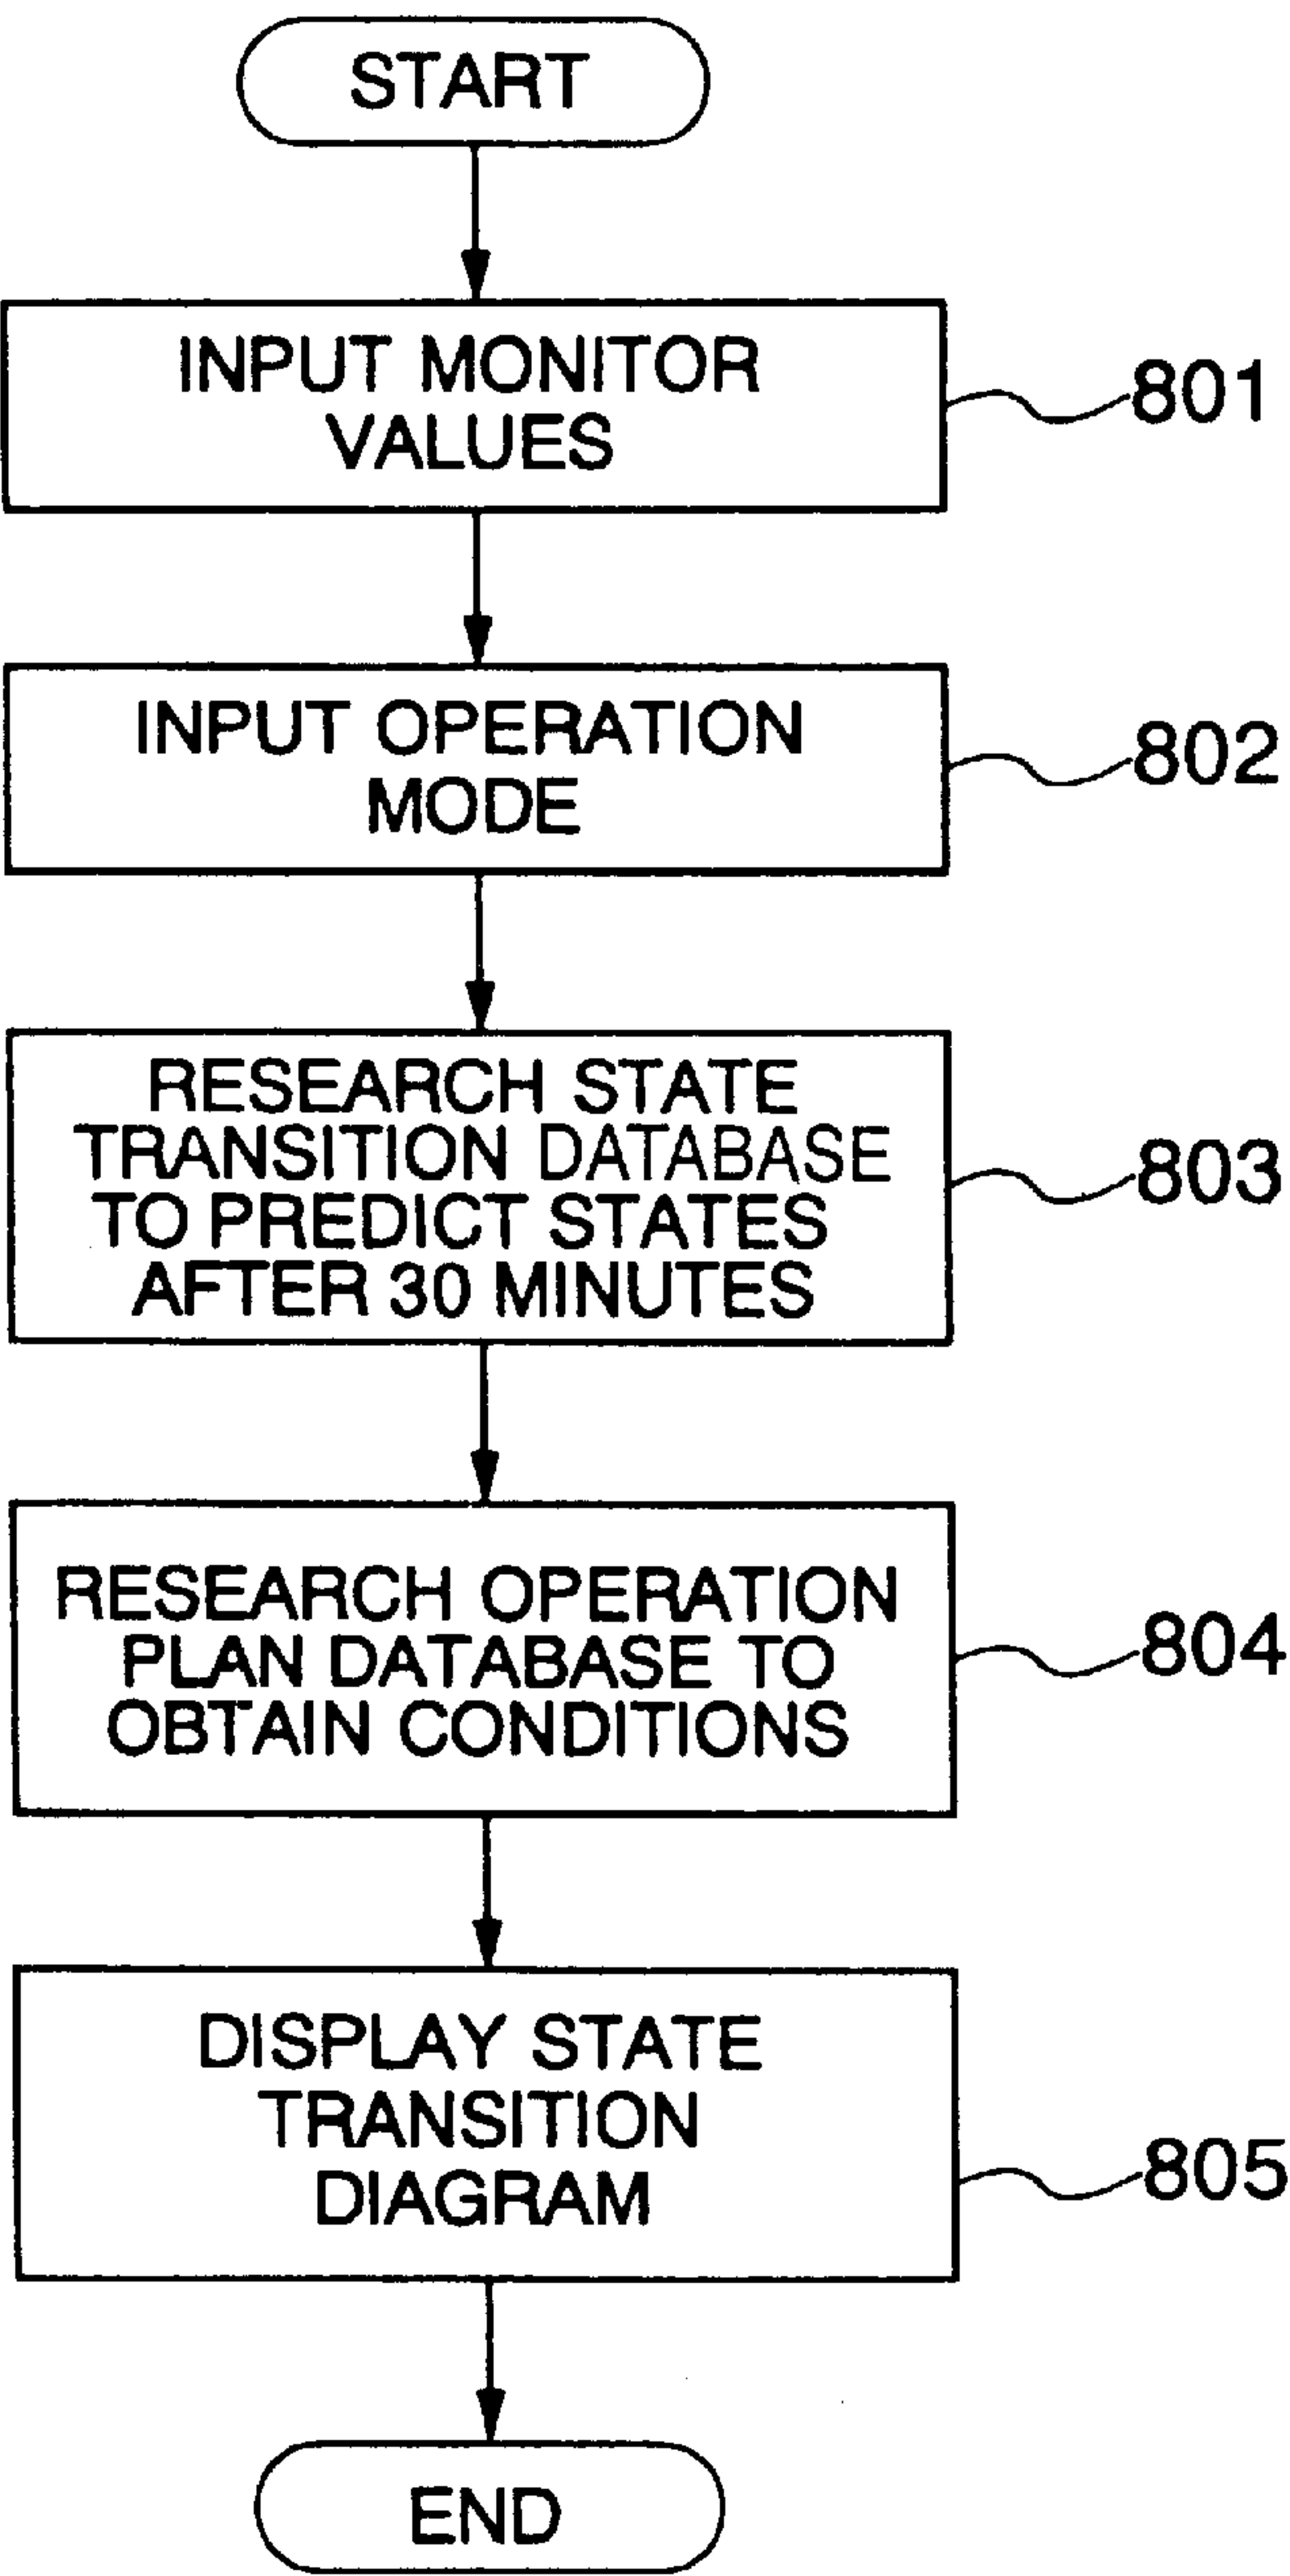 START
INPUT MONITOR
VALUES
801
INPUT OPERATION
MODE
802
RESEARCH STATE
TRANSITION DATABASE
TO PREDICT STATES
AFTER 30 MINUTES
803
RESEARCH OPERATION
PLAN DATABASE TO
OBTAIN CONDITIONS
804
DISPLAY STATE
TRANSITION
DIAGRAM
805
END